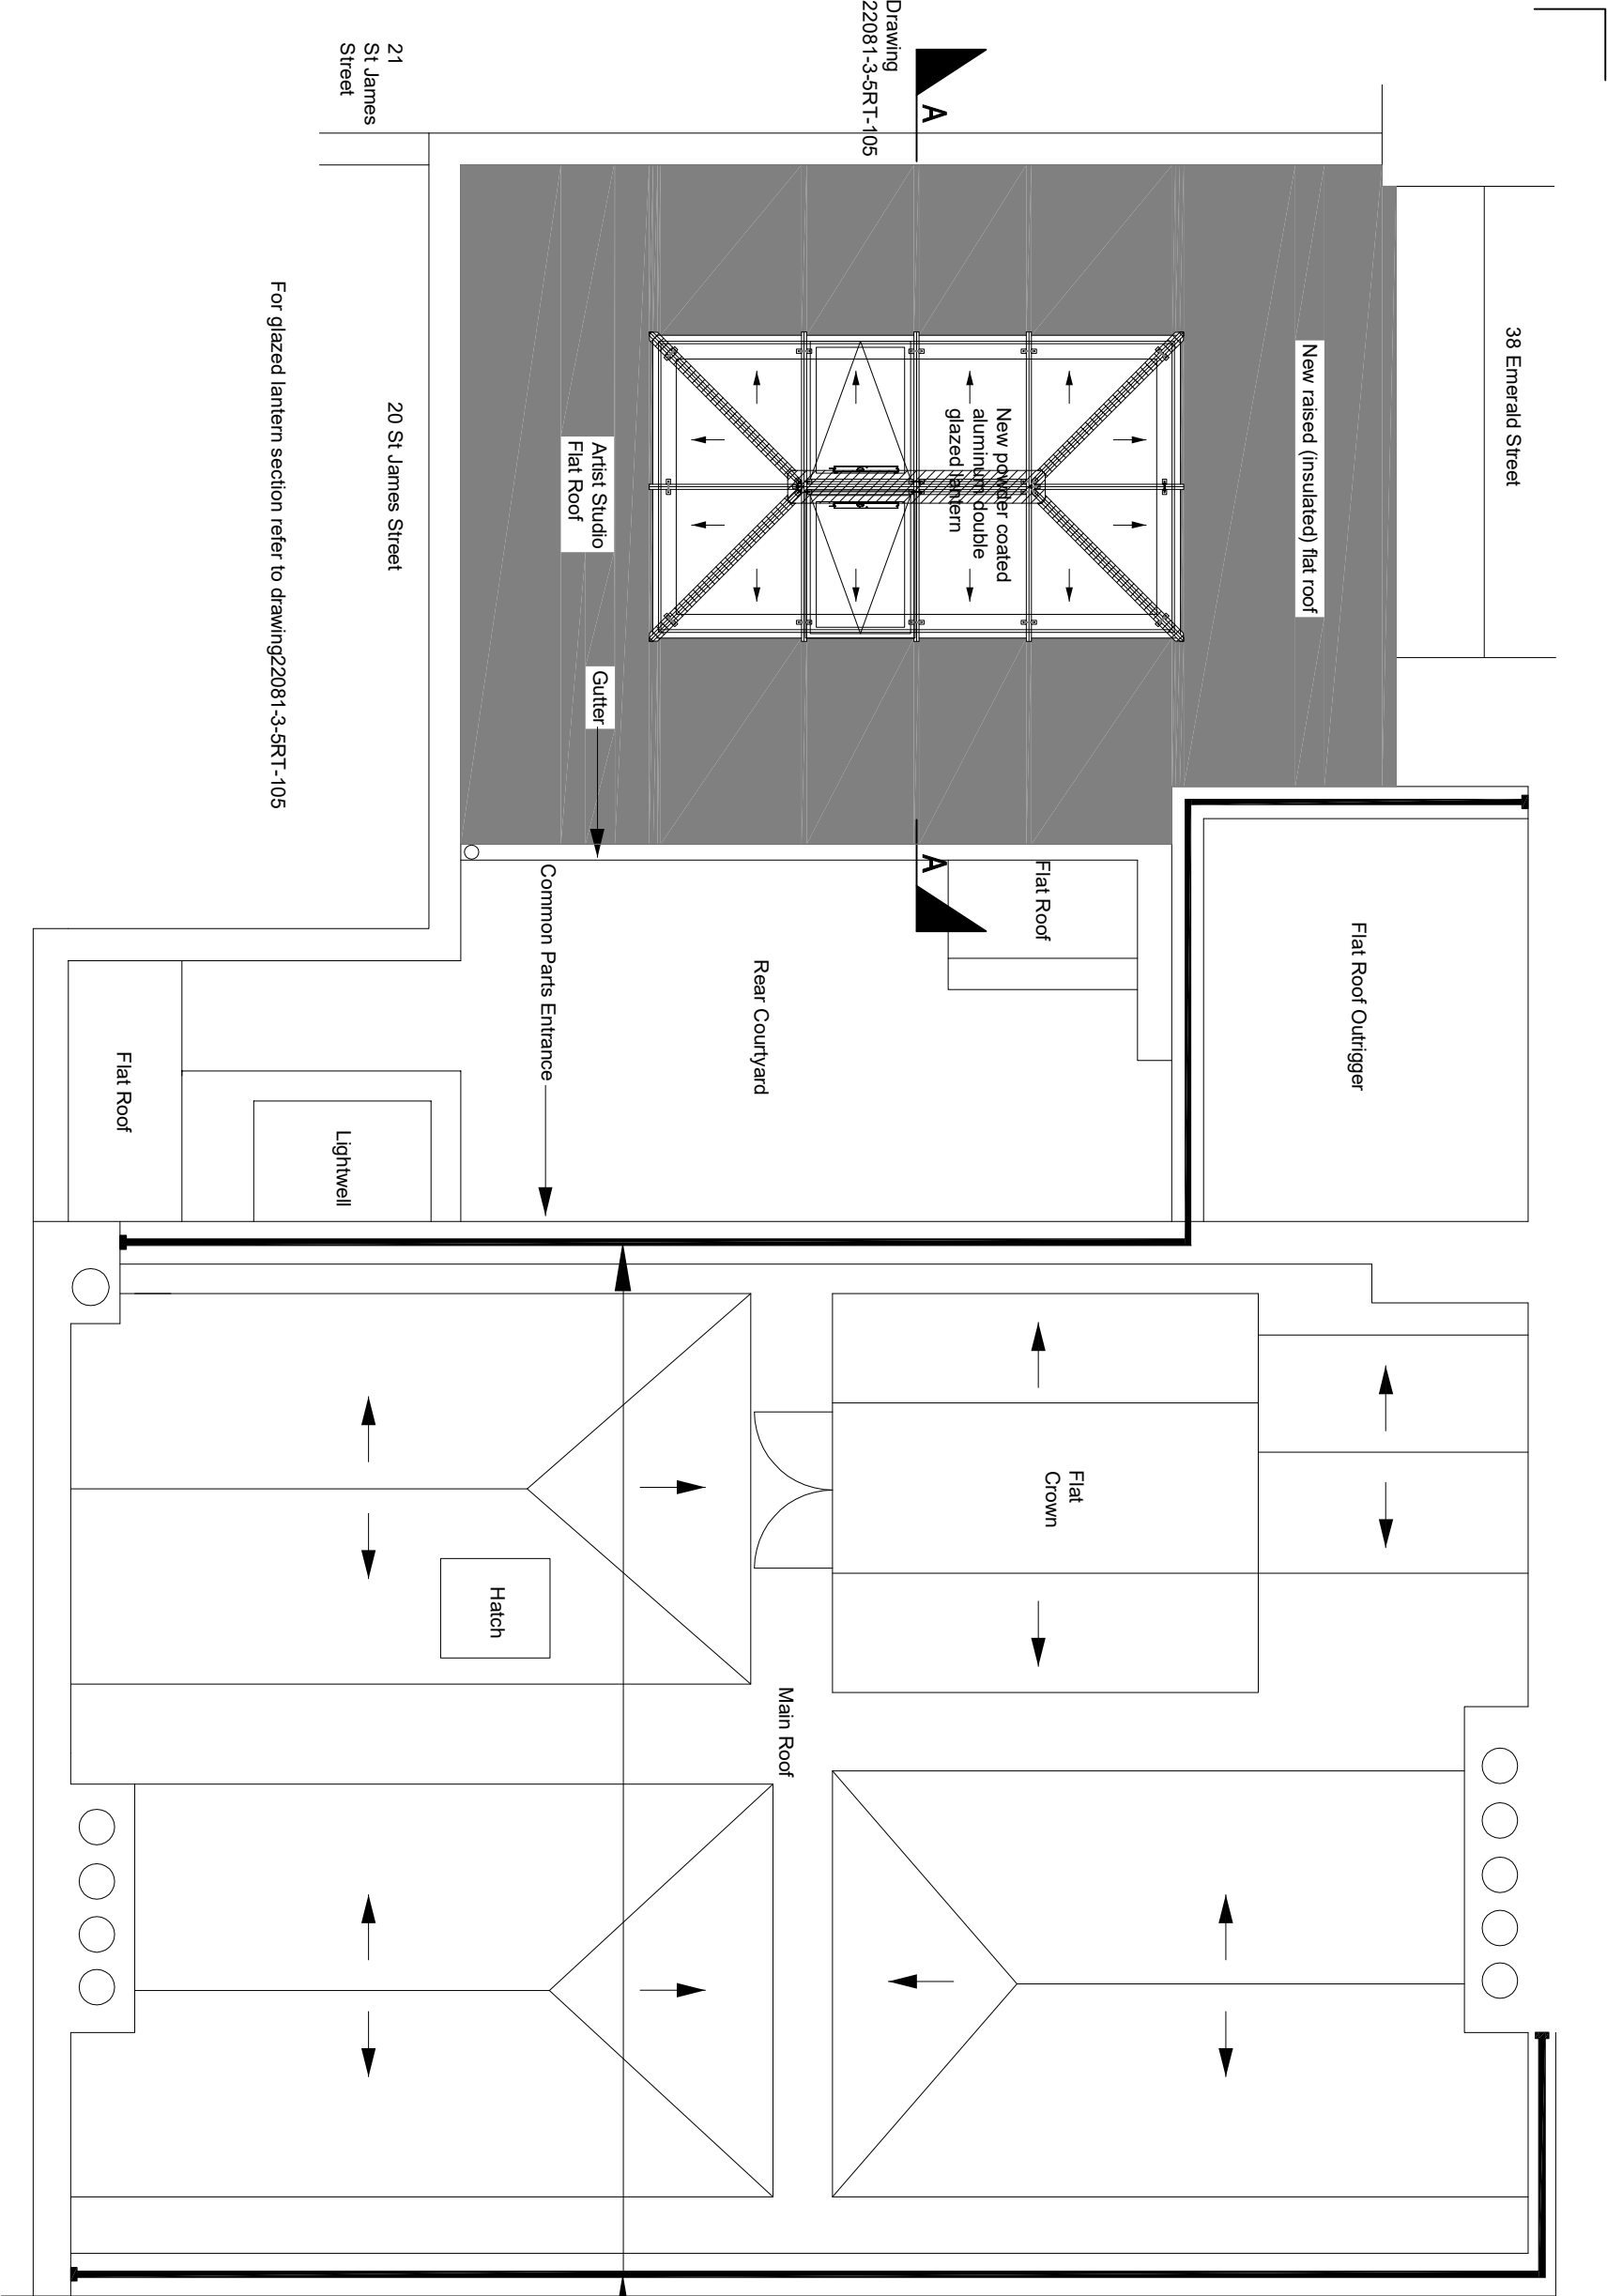 38 Emerald Street
New raised (insulated) flat roof
Flat Roof Outrigger
Drawing
22081-3-5RT-105
A
New powder coated
aluminum double
glazed lantern
A
Flat Roof
Flat
Crown
Rear Courtyard
Main Roof
Artist Studio
Flat Roof
Gutter
Common Parts Entrance
Hatch
21
St James
Street
20 St James Street
Lightwell
For glazed lantern section refer to drawing22081-3-5RT-105
Flat Roof